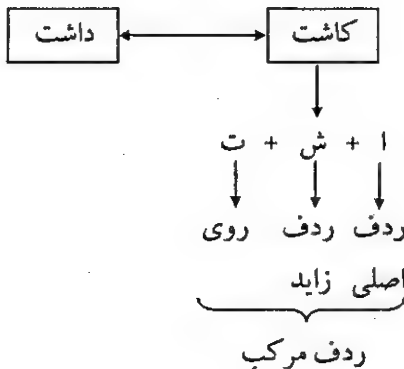 کاشت داشت
ا + ش + ت
ردف ردف روی
اصلی زاید
ردف مرکب